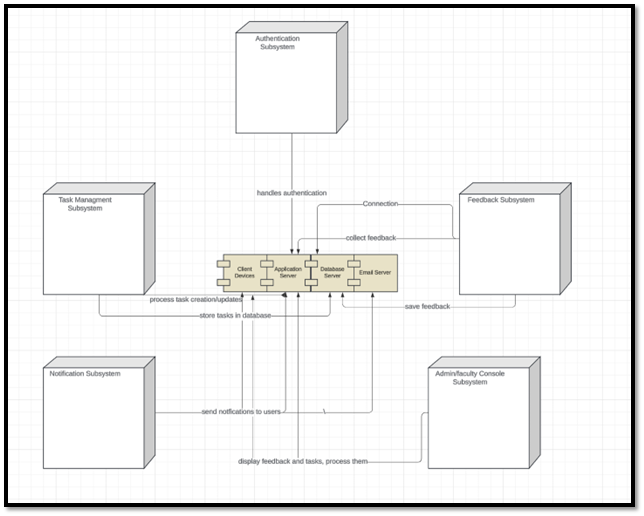 Authentication
Subsystem
handles authentication
Task Managment
Subsystem
Feedback Subsystem
Connection
collect feedback
Client
Devices
Application
Server
Database
Server
Email Server
process task creation/updates
store tasks in database
save feedback
Notification Subsystem
Admin/faculty Console
Subsystem
send notfications to users
\
display feedback and tasks, process them